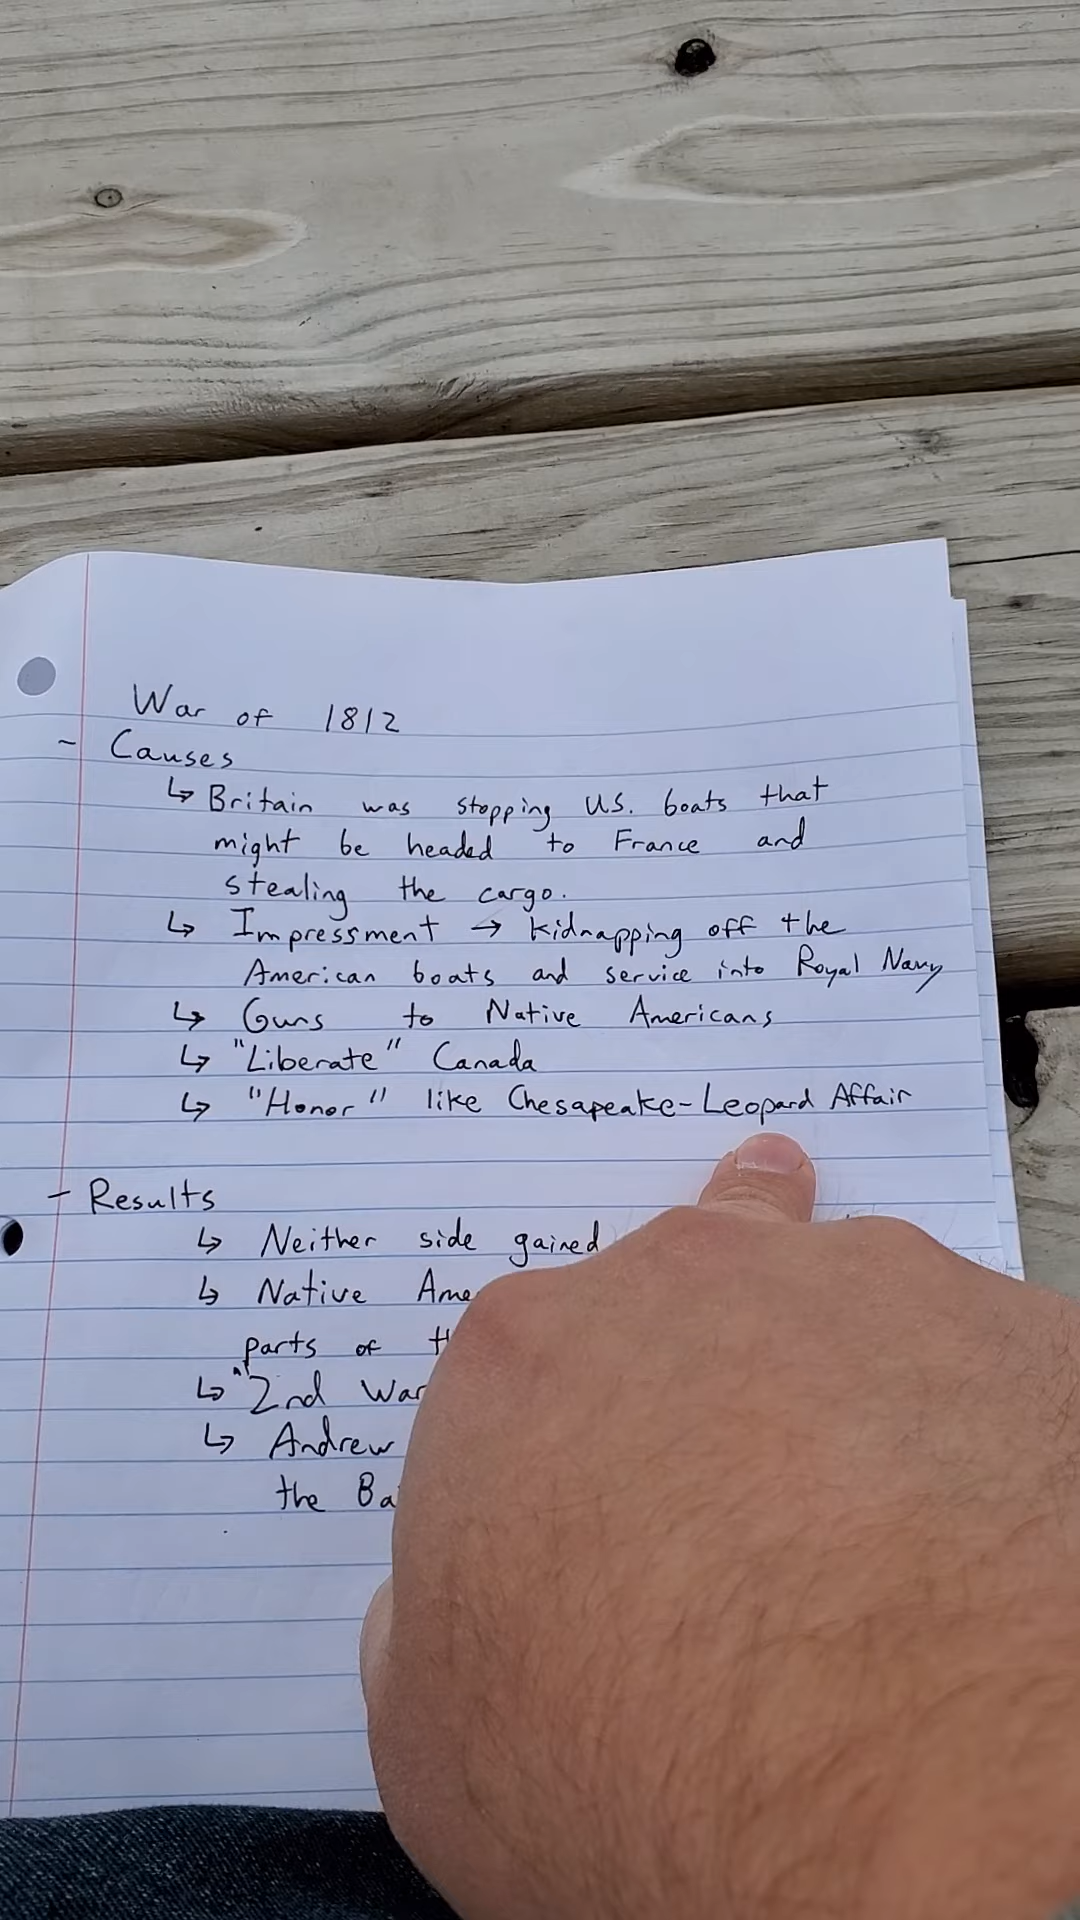 War of 1812
- Causes
↳ Britain was stopping U.S. boats that
might be headed to France and
stealing the cargo.
↳ Impressment → kidnapping off the
American boats and service into Royal Navy
↳ Guns to Native Americans
↳ "Liberate" Canada
↳ "Honor" like Chesapeake-Leopard Affair
- Results
↳ Neither side gained
↳ Native
parts of
↳ "2nd War
↳ Andrew
the